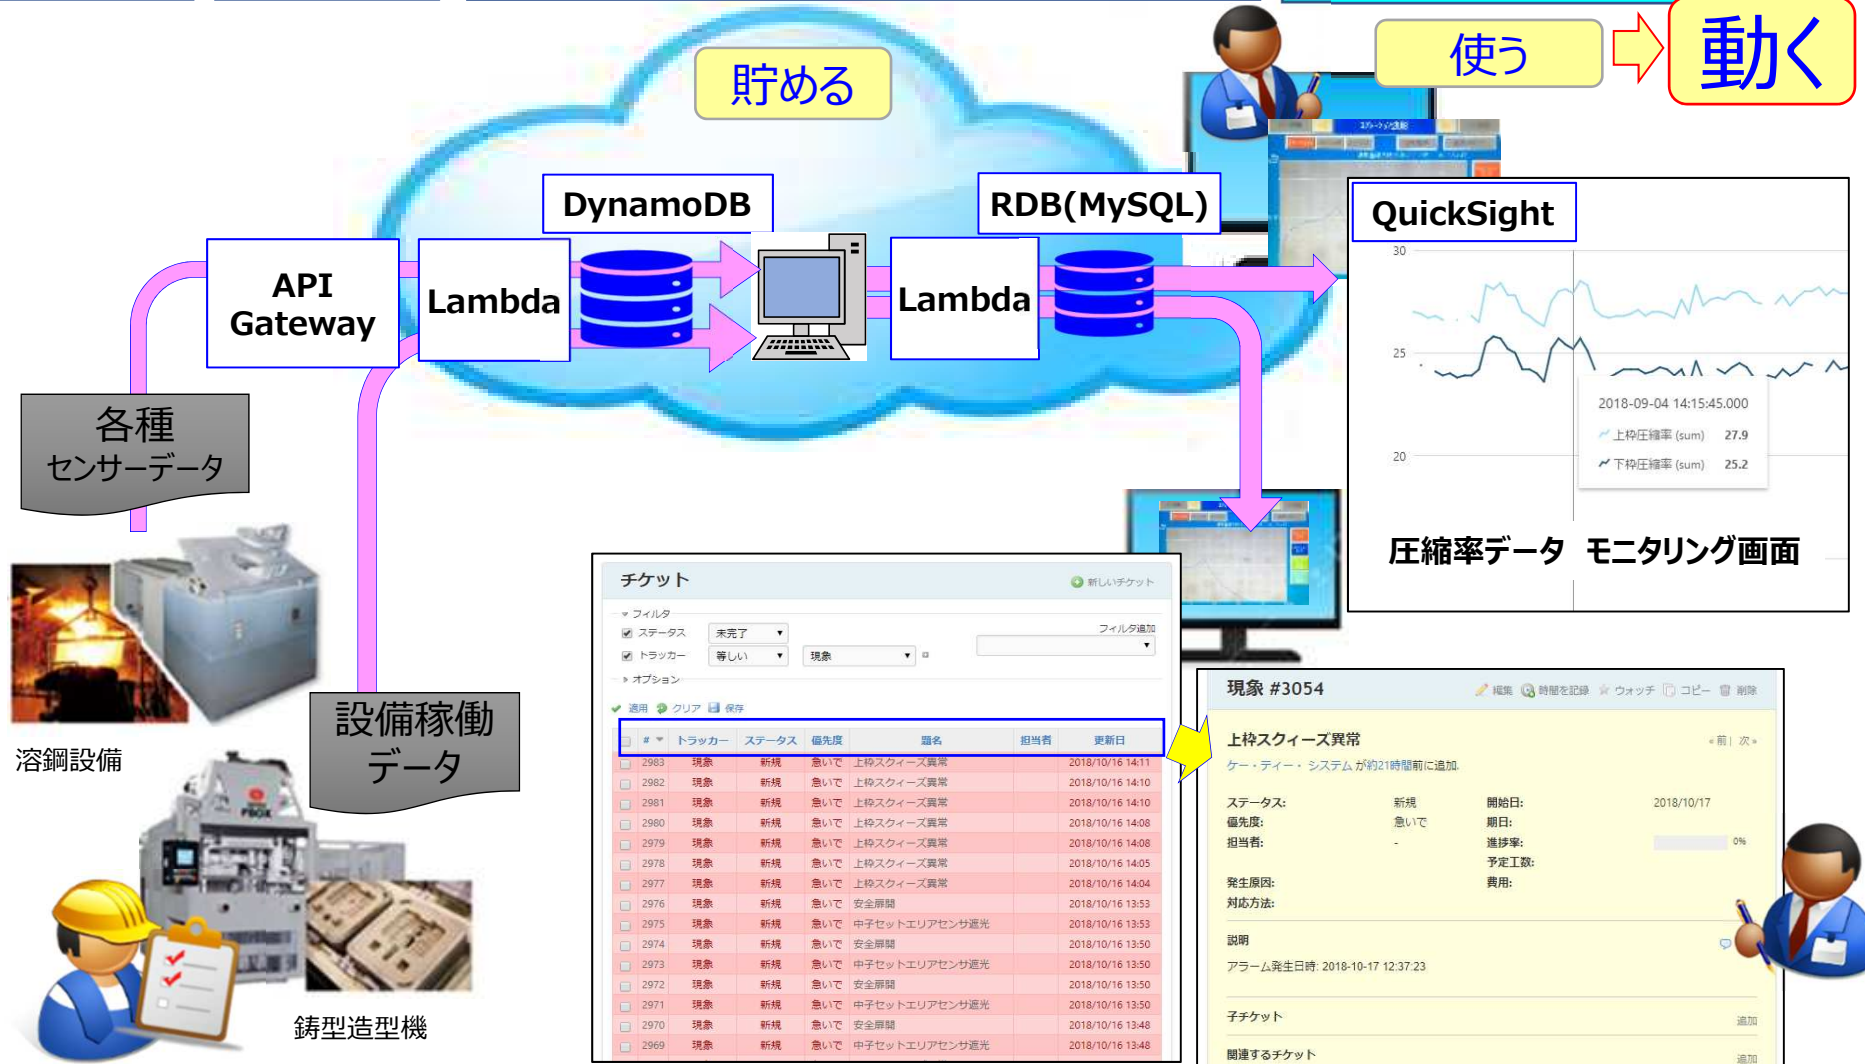 貯める
使う
動く
DynamoDB
RDB(MySQL)
API
Gateway
Lambda
Lambda
QuickSight
30
25
20
2018-09-04 14:15:45.000
上枠圧縮率 (sum) 27.9
下枠圧縮率 (sum) 25.2
圧縮率データ モニタリング画面
各種
センサーデータ
溶鋼設備
設備稼働
データ
鋳型造型機
チケット
新しいチケット
フィルタ
ステータス 未完了
フィルタ追加
トラッカー 等しい 現象
オプション
適用 クリア 保存
# トラッカー ステータス 優先度 題名 担当者 更新日
2983 現象 新規 急いで 上枠スクィーズ異常 2018/10/16 14:11
2982 現象 新規 急いで 上枠スクィーズ異常 2018/10/16 14:10
2981 現象 新規 急いで 上枠スクィーズ異常 2018/10/16 14:10
2980 現象 新規 急いで 上枠スクィーズ異常 2018/10/16 14:08
2979 現象 新規 急いで 上枠スクィーズ異常 2018/10/16 14:08
2978 現象 新規 急いで 上枠スクィーズ異常 2018/10/16 14:05
2977 現象 新規 急いで 上枠スクィーズ異常 2018/10/16 14:04
2976 現象 新規 急いで 安全扉開 2018/10/16 13:53
2975 現象 新規 急いで 中子セットエリアセンサ遮光 2018/10/16 13:53
2974 現象 新規 急いで 安全扉開 2018/10/16 13:50
2973 現象 新規 急いで 中子セットエリアセンサ遮光 2018/10/16 13:50
2972 現象 新規 急いで 安全扉開 2018/10/16 13:50
2971 現象 新規 急いで 中子セットエリアセンサ遮光 2018/10/16 13:50
2970 現象 新規 急いで 安全扉開 2018/10/16 13:48
2969 現象 新規 急いで 中子セットエリアセンサ遮光 2018/10/16 13:48
現象 #3054
編集 時間を記録 ウォッチ コピー 削除
上枠スクィーズ異常
« 前 | 次 »
ケー・ティー・ システム が約21時間前に追加.
ステータス: 新規 開始日: 2018/10/17
優先度: 急いで 期日:
担当者: - 進捗率: 0%
予定工数:
発生原因: 費用:
対応方法:
説明
アラーム発生日時: 2018-10-17 12:37:23
子チケット 追加
関連するチケット 追加